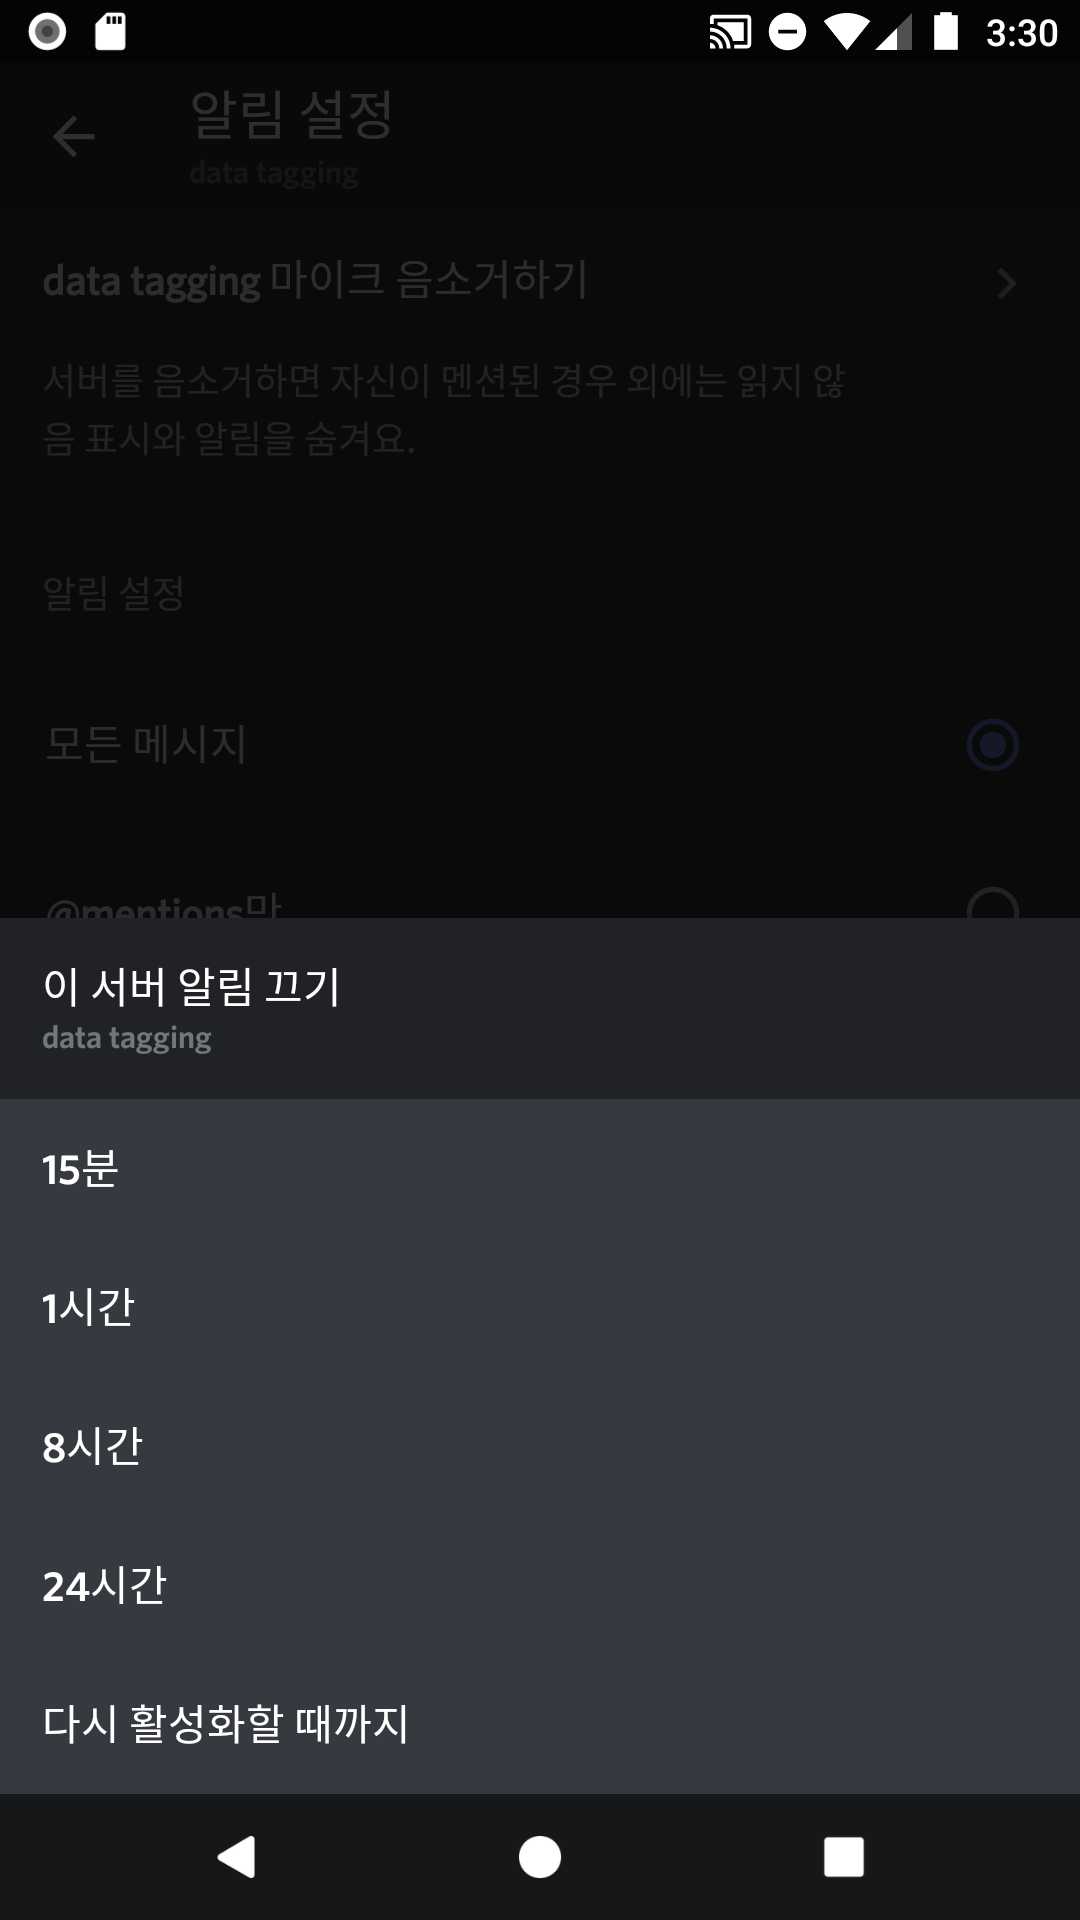 3:30
알림 설정
data tagging
data tagging 마이크 음소거하기
서버를 음소거하면 자신이 멘션된 경우 외에는 읽지 않
음 표시와 알림을 숨겨요.
알림 설정
모든 메시지
@mentions만
이 서버 알림 끄기
data tagging
15분
1시간
8시간
24시간
다시 활성화할 때까지